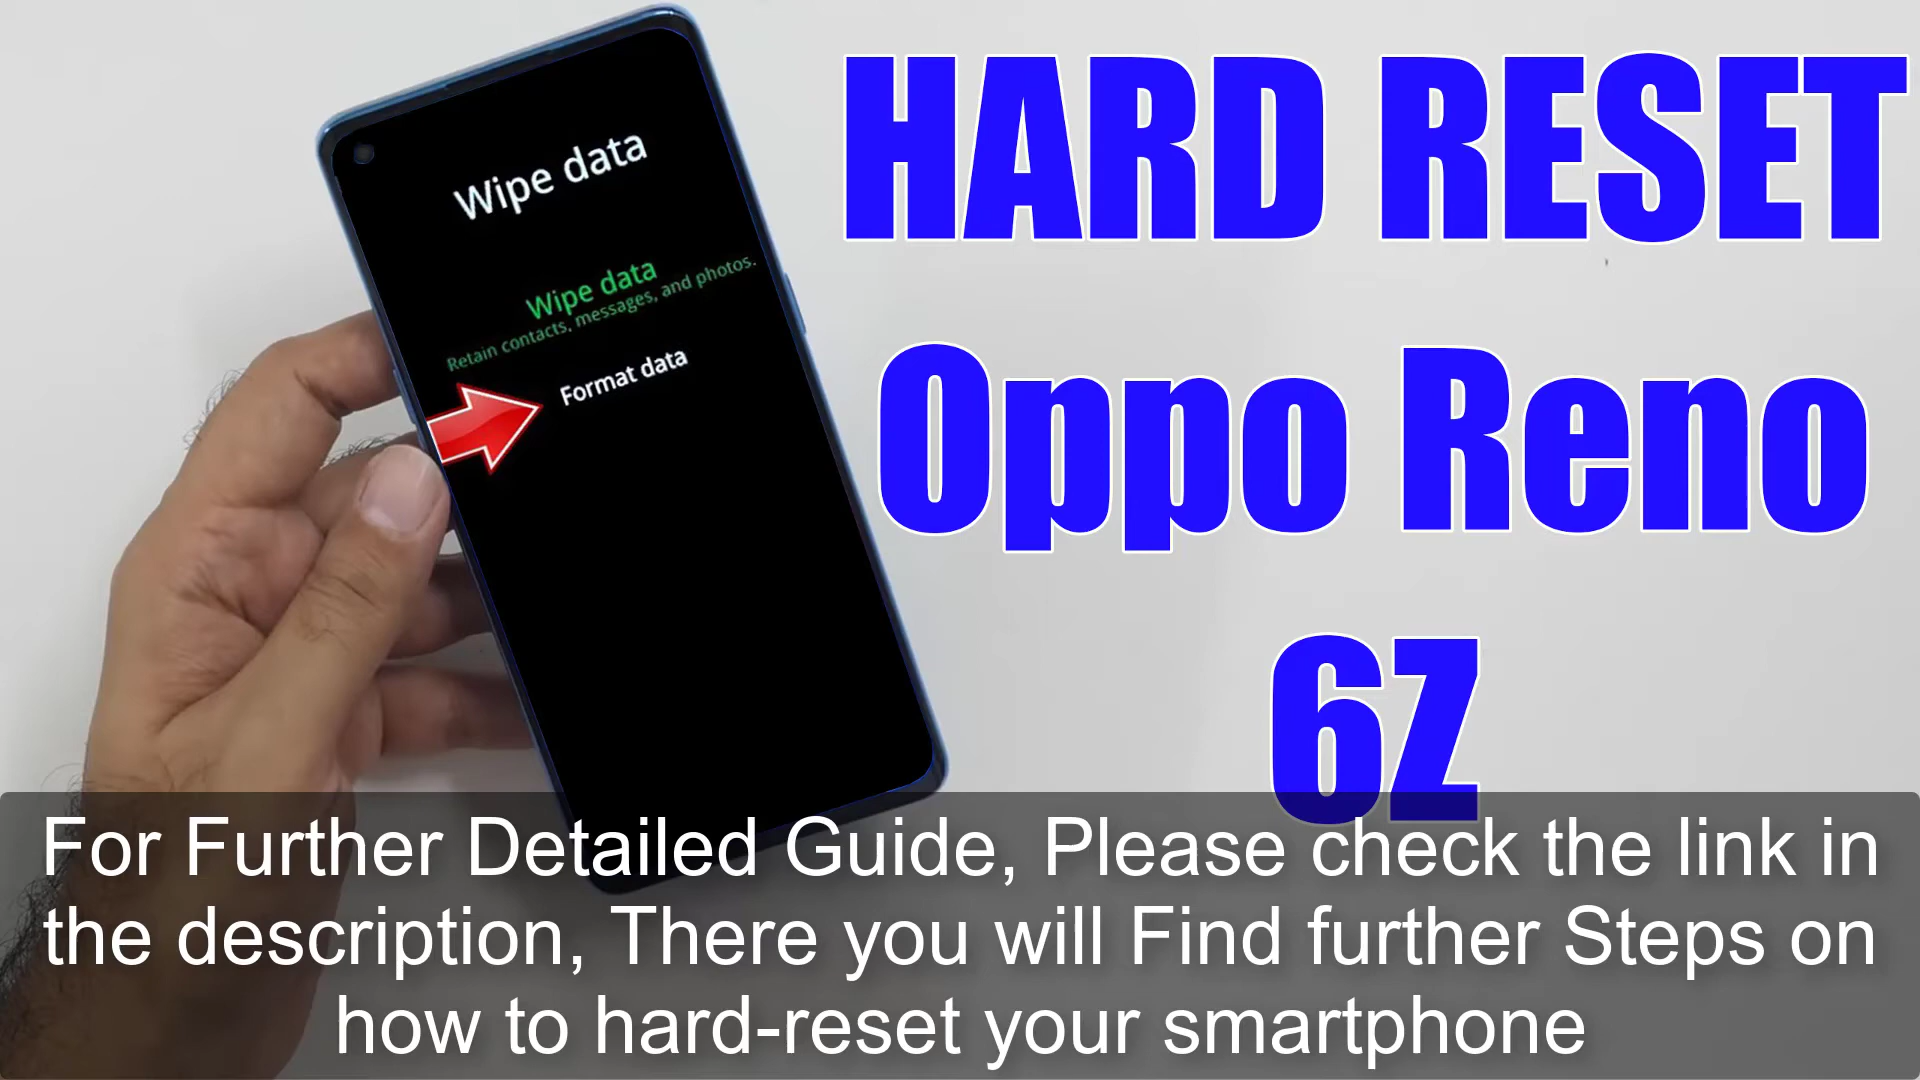 HARD RESET
Oppo Reno
6Z
Wipe data
Wipe data
Retain contacts, messages, and photos.
Format data
For Further Detailed Guide, Please check the link in
the description, There you will Find further Steps on
how to hard-reset your smartphone